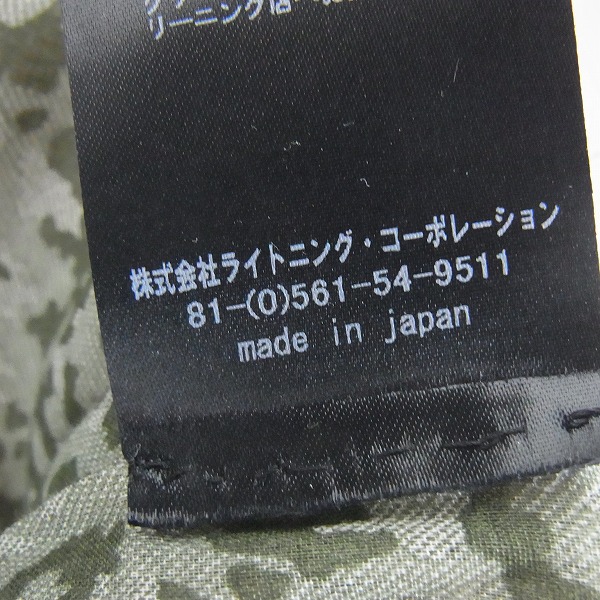 リーニング店
株式会社ライトニング・コーポレーション
81-(0)561-54-9511
made in japan